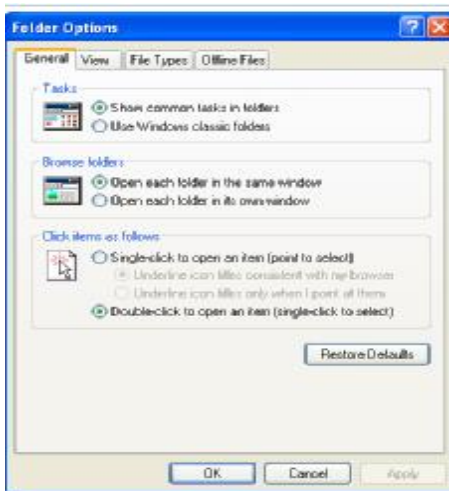 Folder Options
General View File Types Offline Files
Tasks
Show common tasks in folders
Use Windows classic folders
Browse folders
Open each folder in the same window
Open each folder in its own window
Click items as follows
Single-click to open an item (point to select)
Underline icon titles consistent with my browser
Underline icon titles only when I point at them
Double-click to open an item (single-click to select)
Restore Defaults
OK Cancel Apply